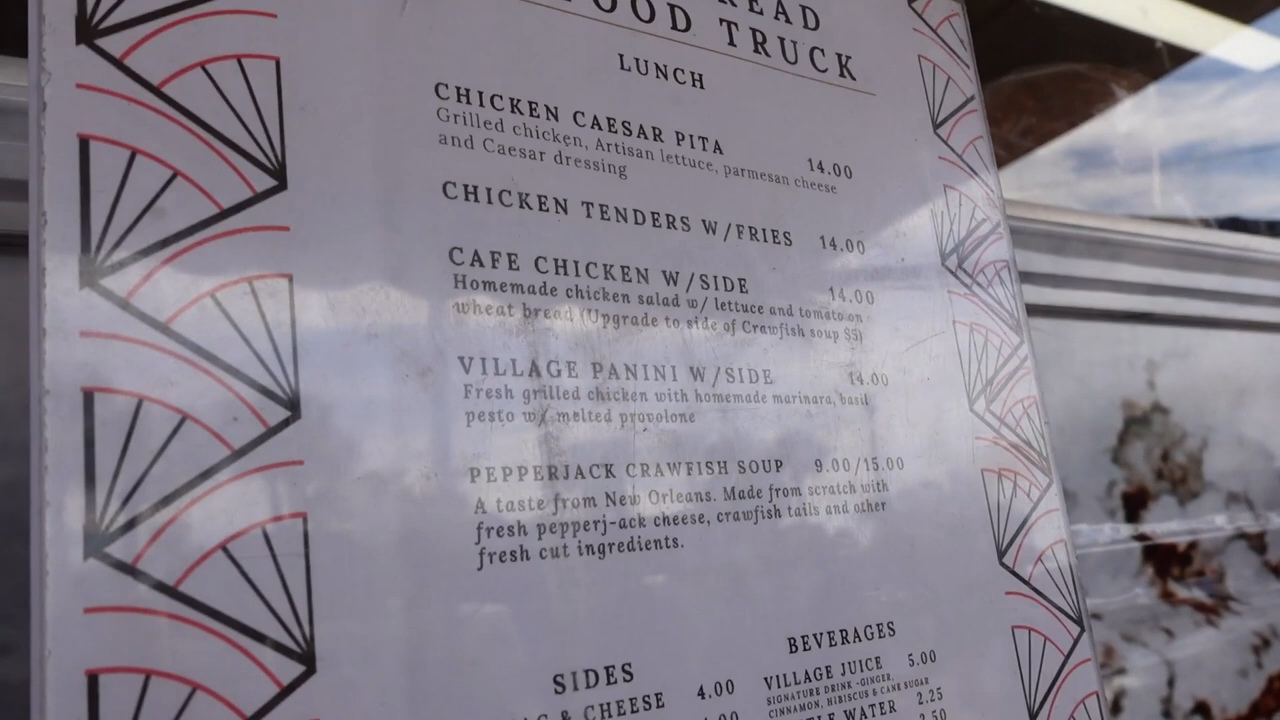 FOOD TRUCK
LUNCH
CHICKEN CAESAR PITA 14.00
Grilled chicken, Artisan lettuce, parmesan cheese
and Caesar dressing
CHICKEN TENDERS W/FRIES 14.00
CAFE CHICKEN W/SIDE 14.00
Homemade chicken salad w/ lettuce and tomato on
wheat bread (Upgrade to side of Crawfish soup $5)
VILLAGE PANINI W/SIDE 14.00
Fresh grilled chicken with homemade marinara, basil
pesto w/ melted provolone
PEPPERJACK CRAWFISH SOUP 9.00/15.00
A taste from New Orleans. Made from scratch with
fresh pepperj-ack cheese, crawfish tails and other
fresh cut ingredients.
SIDES
& CHEESE 4.00
BEVERAGES
VILLAGE JUICE 5.00
SIGNATURE DRINK -GINGER,
CINNAMON, HIBISCUS & CANE SUGAR
WATER 2.25
2.50